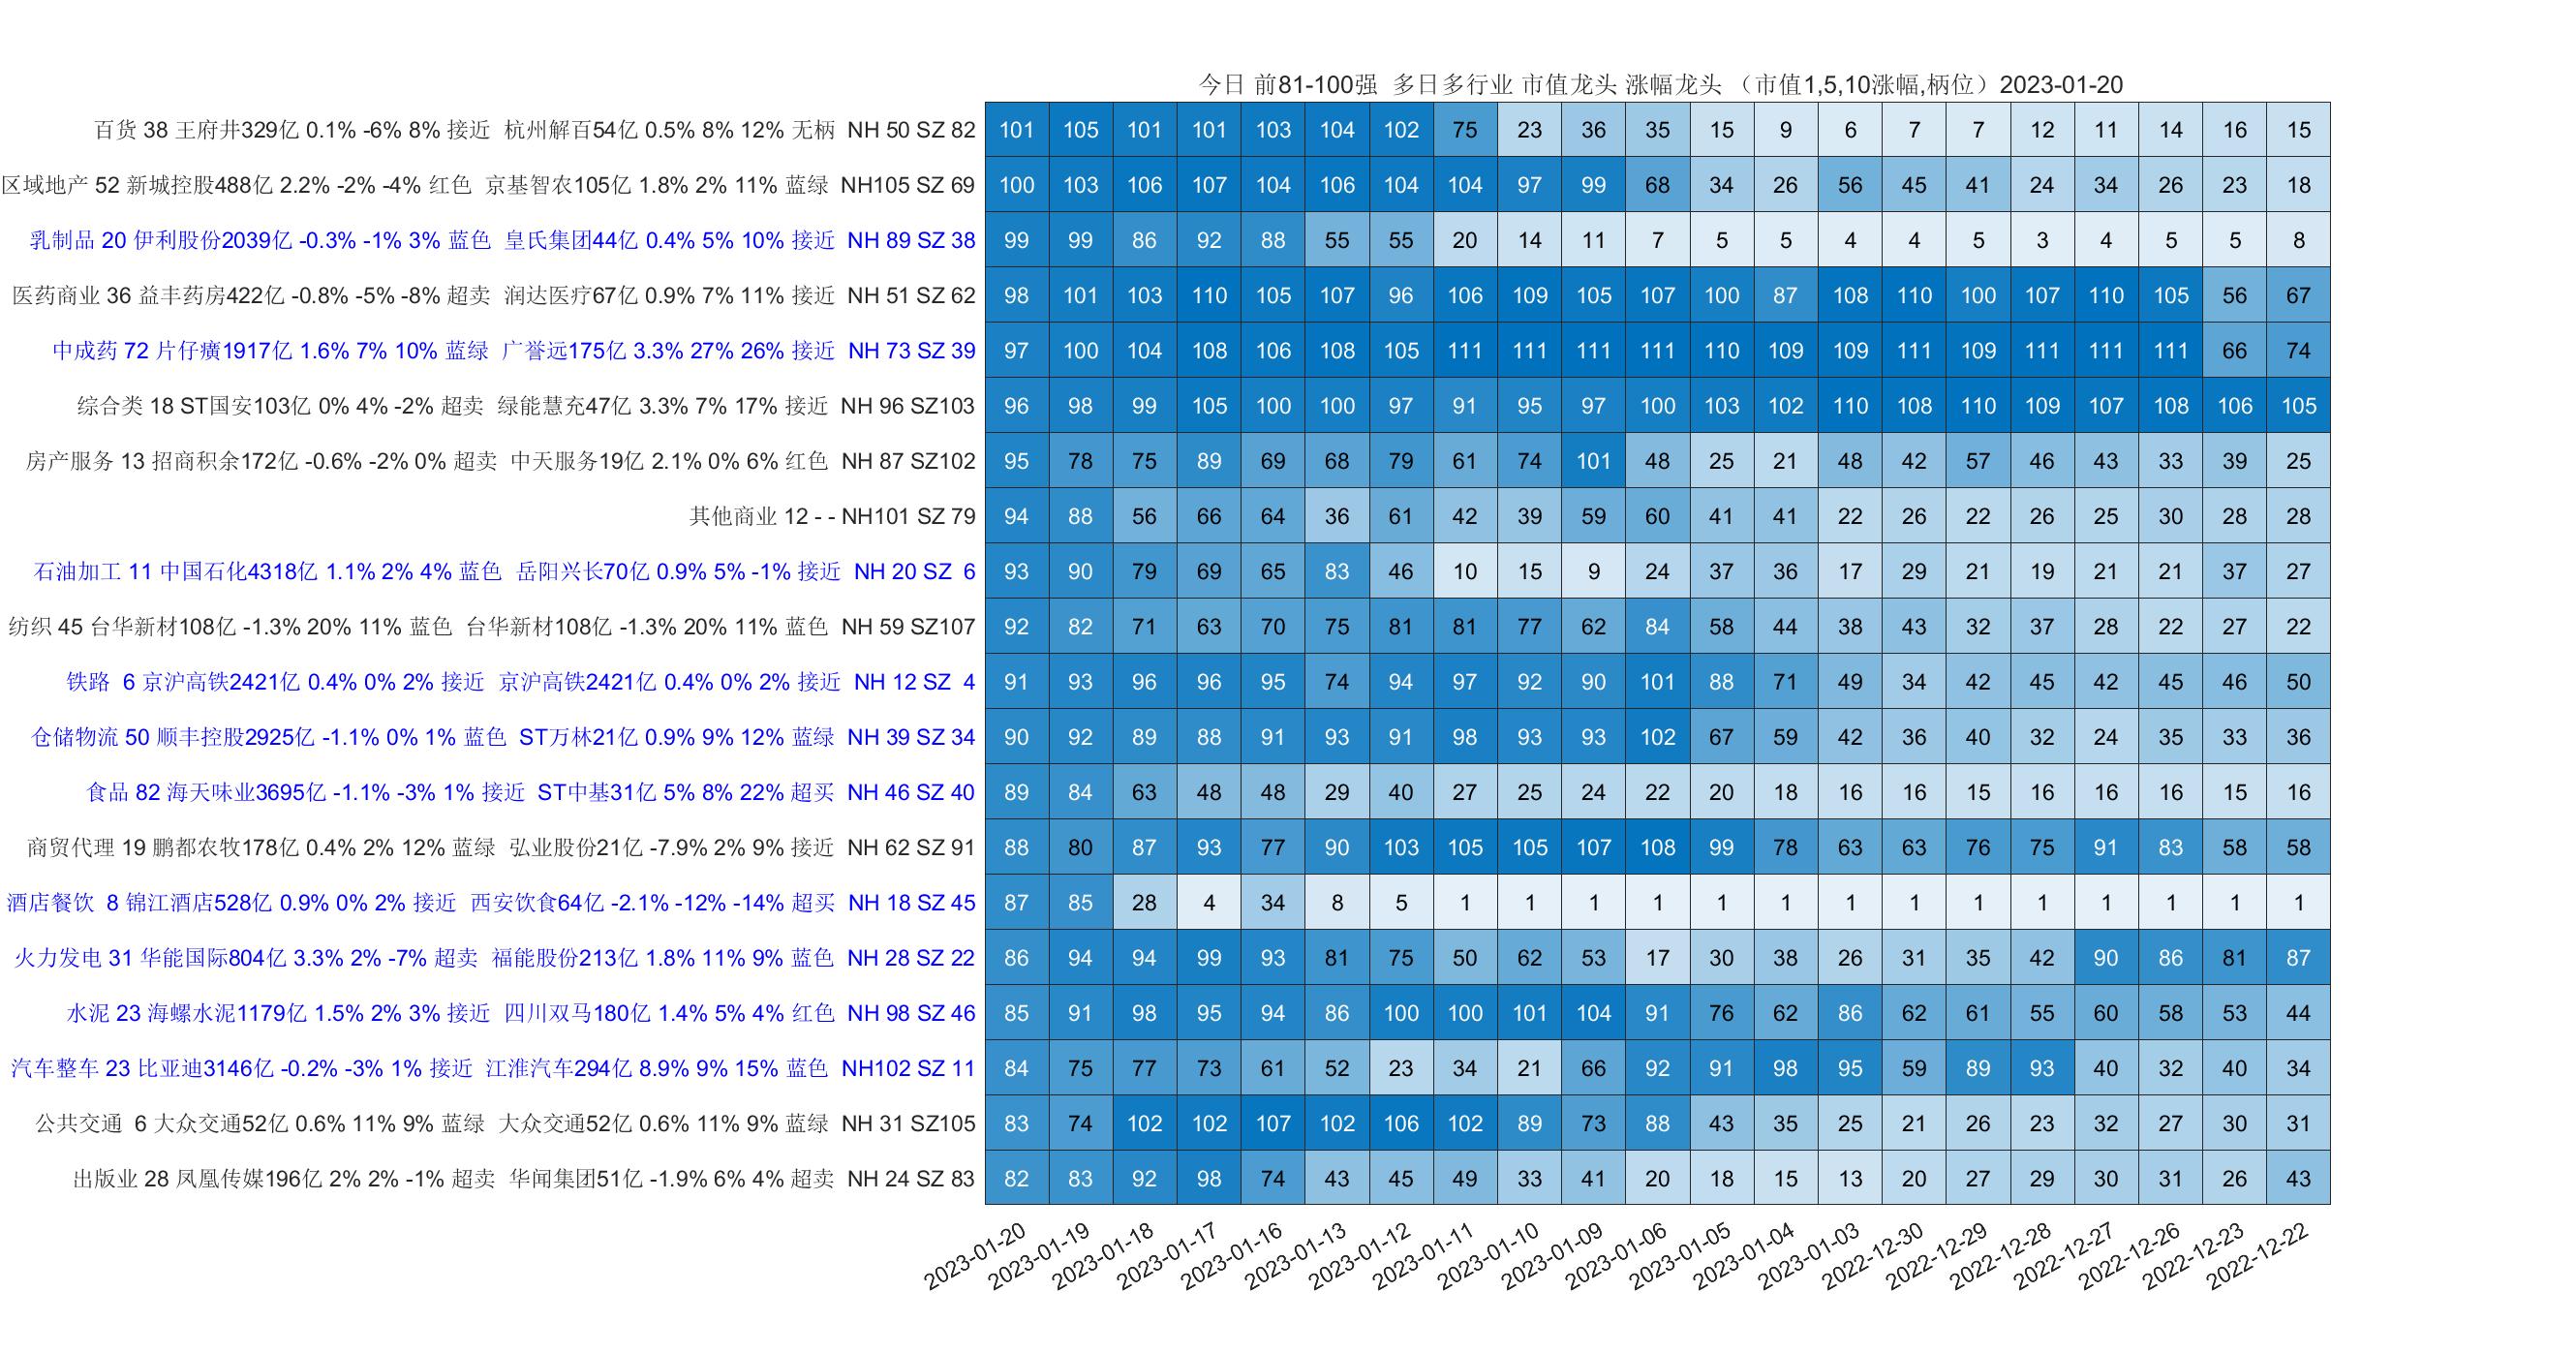 今日 前81-100强 多日多行业 市值龙头 涨幅龙头 （市值1,5,10涨幅,柄位）2023-01-20
百货 38 王府井329亿 0.1% -6% 8% 接近 杭州解百54亿 0.5% 8% 12% 无柄 NH 50 SZ 82 101 105 101 101 103 104 102 75 23 36 35 15 9 6 7 7 12 11 14 16 15
区域地产 52 新城控股488亿 2.2% -2% -4% 红色 京基智农105亿 1.8% 2% 11% 蓝绿 NH105 SZ 69 100 103 106 107 104 106 104 104 97 99 68 34 26 56 45 41 24 34 26 23 18
乳制品 20 伊利股份2039亿 -0.3% -1% 3% 蓝色 皇氏集团44亿 0.4% 5% 10% 接近 NH 89 SZ 38 99 99 86 92 88 55 55 20 14 11 7 5 5 4 4 5 3 4 5 5 8
医药商业 36 益丰药房422亿 -0.8% -5% -8% 超卖 润达医疗67亿 0.9% 7% 11% 接近 NH 51 SZ 62 98 101 103 110 105 107 96 106 109 105 107 100 87 108 110 100 107 110 105 56 67
中成药 72 片仔癀1917亿 1.6% 7% 10% 蓝绿 广誉远175亿 3.3% 27% 26% 接近 NH 73 SZ 39 97 100 104 108 106 108 105 111 111 111 111 110 109 109 111 109 111 111 111 66 74
综合类 18 ST国安103亿 0% 4% -2% 超卖 绿能慧充47亿 3.3% 7% 17% 接近 NH 96 SZ103 96 98 99 105 100 100 97 91 95 97 100 103 102 110 108 110 109 107 108 106 105
房产服务 13 招商积余172亿 -0.6% -2% 0% 超卖 中天服务19亿 2.1% 0% 6% 红色 NH 87 SZ102 95 78 75 89 69 68 79 61 74 101 48 25 21 48 42 57 46 43 33 39 25
其他商业 12 - - NH101 SZ 79 94 88 56 66 64 36 61 42 39 59 60 41 41 22 26 22 26 25 30 28 28
石油加工 11 中国石化4318亿 1.1% 2% 4% 蓝色 岳阳兴长70亿 0.9% 5% -1% 接近 NH 20 SZ 6 93 90 79 69 65 83 46 10 15 9 24 37 36 17 29 21 19 21 21 37 27
纺织 45 台华新材108亿 -1.3% 20% 11% 蓝色 台华新材108亿 -1.3% 20% 11% 蓝色 NH 59 SZ107 92 82 71 63 70 75 81 81 77 62 84 58 44 38 43 32 37 28 22 27 22
铁路 6 京沪高铁2421亿 0.4% 0% 2% 接近 京沪高铁2421亿 0.4% 0% 2% 接近 NH 12 SZ 4 91 93 96 96 95 74 94 97 92 90 101 88 71 49 34 42 45 42 45 46 50
仓储物流 50 顺丰控股2925亿 -1.1% 0% 1% 蓝色 ST万林21亿 0.9% 9% 12% 蓝绿 NH 39 SZ 34 90 92 89 88 91 93 91 98 93 93 102 67 59 42 36 40 32 24 35 33 36
食品 82 海天味业3695亿 -1.1% -3% 1% 接近 ST中基31亿 5% 8% 22% 超买 NH 46 SZ 40 89 84 63 48 48 29 40 27 25 24 22 20 18 16 16 15 16 16 16 15 16
商贸代理 19 鹏都农牧178亿 0.4% 2% 12% 蓝绿 弘业股份21亿 -7.9% 2% 9% 接近 NH 62 SZ 91 88 80 87 93 77 90 103 105 105 107 108 99 78 63 63 76 75 91 83 58 58
酒店餐饮 8 锦江酒店528亿 0.9% 0% 2% 接近 西安饮食64亿 -2.1% -12% -14% 超买 NH 18 SZ 45 87 85 28 4 34 8 5 1 1 1 1 1 1 1 1 1 1 1 1 1 1
火力发电 31 华能国际804亿 3.3% 2% -7% 超卖 福能股份213亿 1.8% 11% 9% 蓝色 NH 28 SZ 22 86 94 94 99 93 81 75 50 62 53 17 30 38 26 31 35 42 90 86 81 87
水泥 23 海螺水泥1179亿 1.5% 2% 3% 接近 四川双马180亿 1.4% 5% 4% 红色 NH 98 SZ 46 85 91 98 95 94 86 100 100 101 104 91 76 62 86 62 61 55 60 58 53 44
汽车整车 23 比亚迪3146亿 -0.2% -3% 1% 接近 江淮汽车294亿 8.9% 9% 15% 蓝色 NH102 SZ 11 84 75 77 73 61 52 23 34 21 66 92 91 98 95 59 89 93 40 32 40 34
公共交通 6 大众交通52亿 0.6% 11% 9% 蓝绿 大众交通52亿 0.6% 11% 9% 蓝绿 NH 31 SZ105 83 74 102 102 107 102 106 102 89 73 88 43 35 25 21 26 23 32 27 30 31
出版业 28 凤凰传媒196亿 2% 2% -1% 超卖 华闻集团51亿 -1.9% 6% 4% 超卖 NH 24 SZ 83 82 83 92 98 74 43 45 49 33 41 20 18 15 13 20 27 29 30 31 26 43
2023-01-20 2023-01-19 2023-01-18 2023-01-17 2023-01-16 2023-01-13 2023-01-12 2023-01-11 2023-01-10 2023-01-09 2023-01-06 2023-01-05 2023-01-04 2023-01-03 2022-12-30 2022-12-29 2022-12-28 2022-12-27 2022-12-26 2022-12-23 2022-12-22